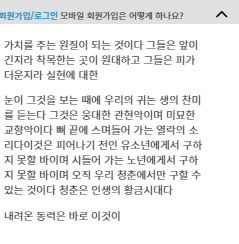 회원가입/로그인 모바일 회원가입은 어떻게 하나요?
가치를 주는 원질이 되는 것이다 그들은 앞이
긴지라 착목한는 곳이 원대하고 그들은 피가
더운지라 실현에 대한
눈이 그것을 보는 때에 우리의 귀는 생의 찬미
를 듣는다 그것은 웅대한 관현악이며 미묘한
교향악이다 뼈 끝에 스며들어 가는 열락의 소
리다이것은 피어나기 전인 유소년에게서 구하
지 못할 바이며 시들어 가는 노년에게서 구하
지 못할 바이며 오직 우리 청춘에서만 구할 수
있는 것이다 청춘은 인생의 황금시대다
내려온 동력은 바로 이것이